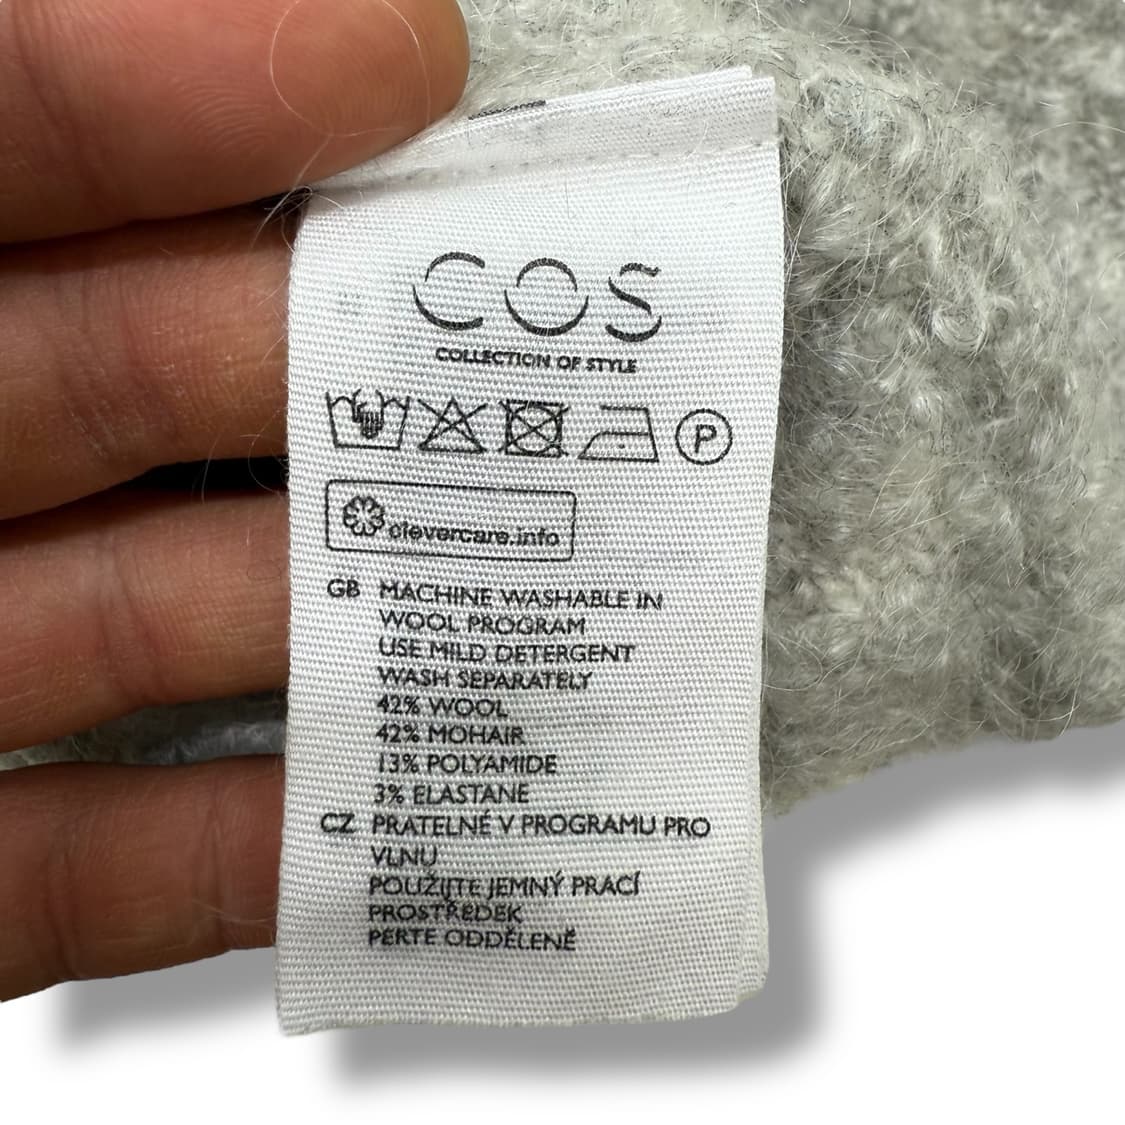 COS
COLLECTION OF STYLE
P
clevercare.info
GB MACHINE WASHABLE IN
WOOL PROGRAM
USE MILD DETERGENT
WASH SEPARATELY
42% WOOL
42% MOHAIR
13% POLYAMIDE
3% ELASTANE
CZ PRATELNÉ V PROGRAMU PRO
VLNU
POUŽIJTE JEMNÝ PRACÍ
PROSTŘEDEK
PERTE ODDĚLENĚ